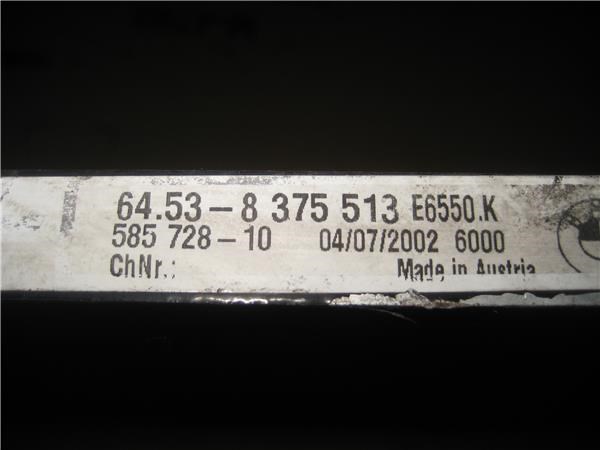 64.53-8 375 513 E6550.K
585 728-10 04/07/2002 6000
ChNr.: Made in Austria